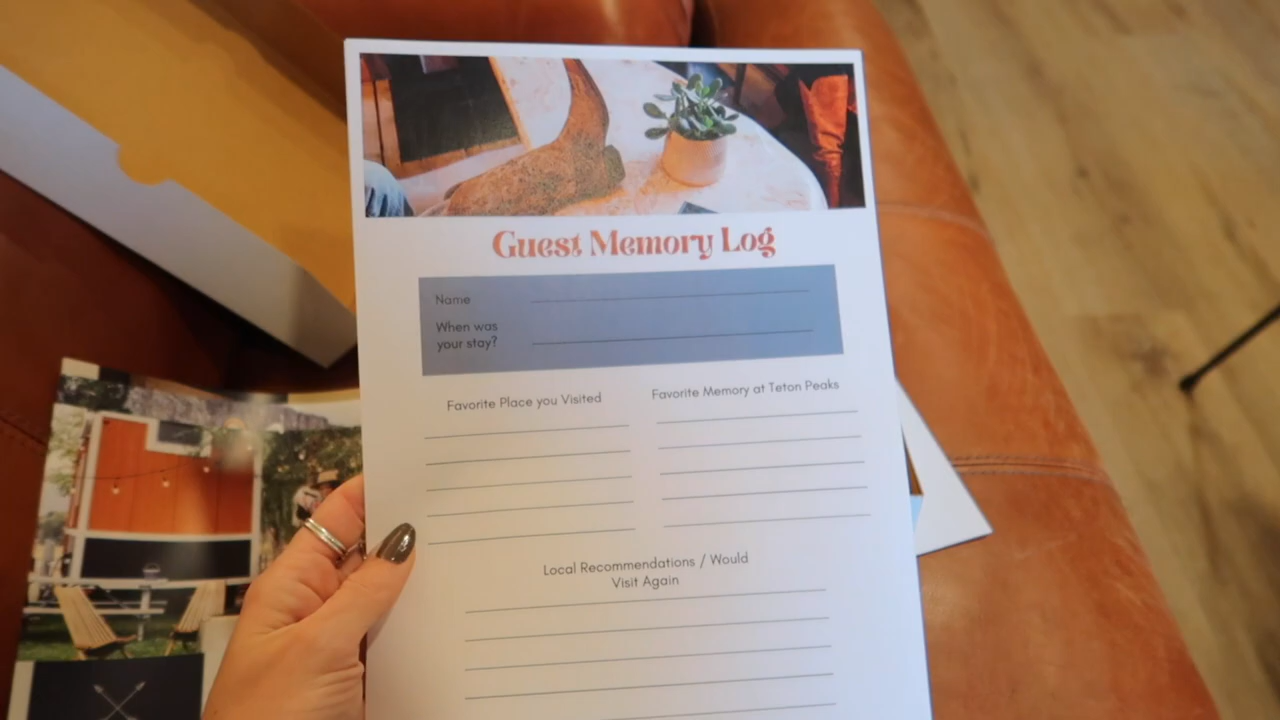 Guest Memory Log
Name
When was
your stay?
Favorite Place you Visited
Favorite Memory at Teton Peaks
Local Recommendations / Would
Visit Again